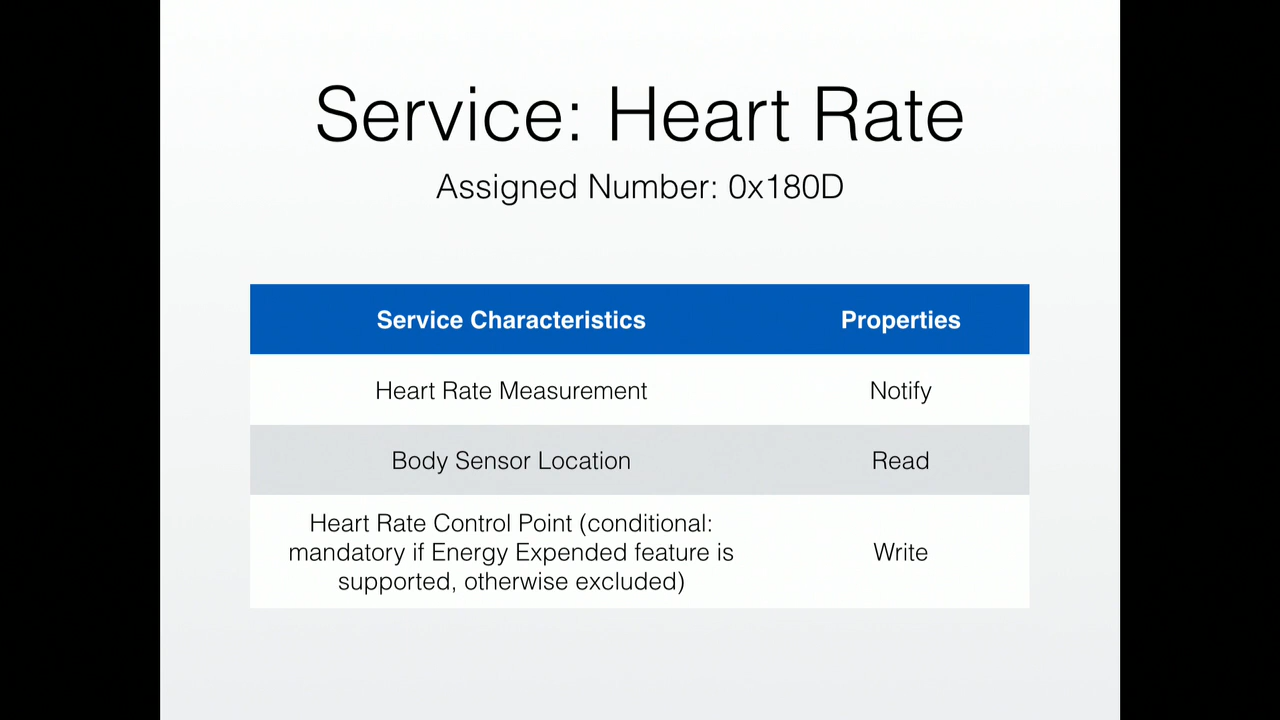 Service: Heart Rate
Assigned Number: 0x180D
Service Characteristics Properties
Heart Rate Measurement Notify
Body Sensor Location Read
Heart Rate Control Point (conditional:
mandatory if Energy Expended feature is
supported, otherwise excluded)
Write